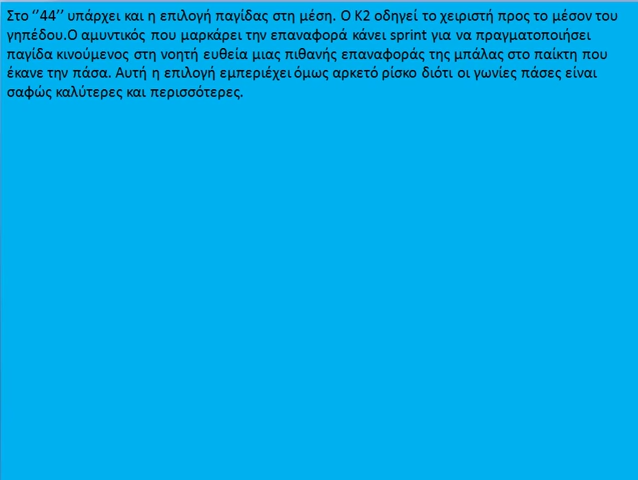 Στο ‘’44’’ υπάρχει και η επιλογή παγίδας στη μέση. Ο Κ2 οδηγεί το χειριστή προς το μέσον του
γηπέδου.Ο αμυντικός που μαρκάρει την επαναφορά κάνει sprint για να πραγματοποιήσει
παγίδα κινούμενος στη νοητή ευθεία μιας πιθανής επαναφοράς της μπάλας στο παίκτη που
έκανε την πάσα. Αυτή η επιλογή εμπεριέχει όμως αρκετό ρίσκο διότι οι γωνίες πάσες είναι
σαφώς καλύτερες και περισσότερες.